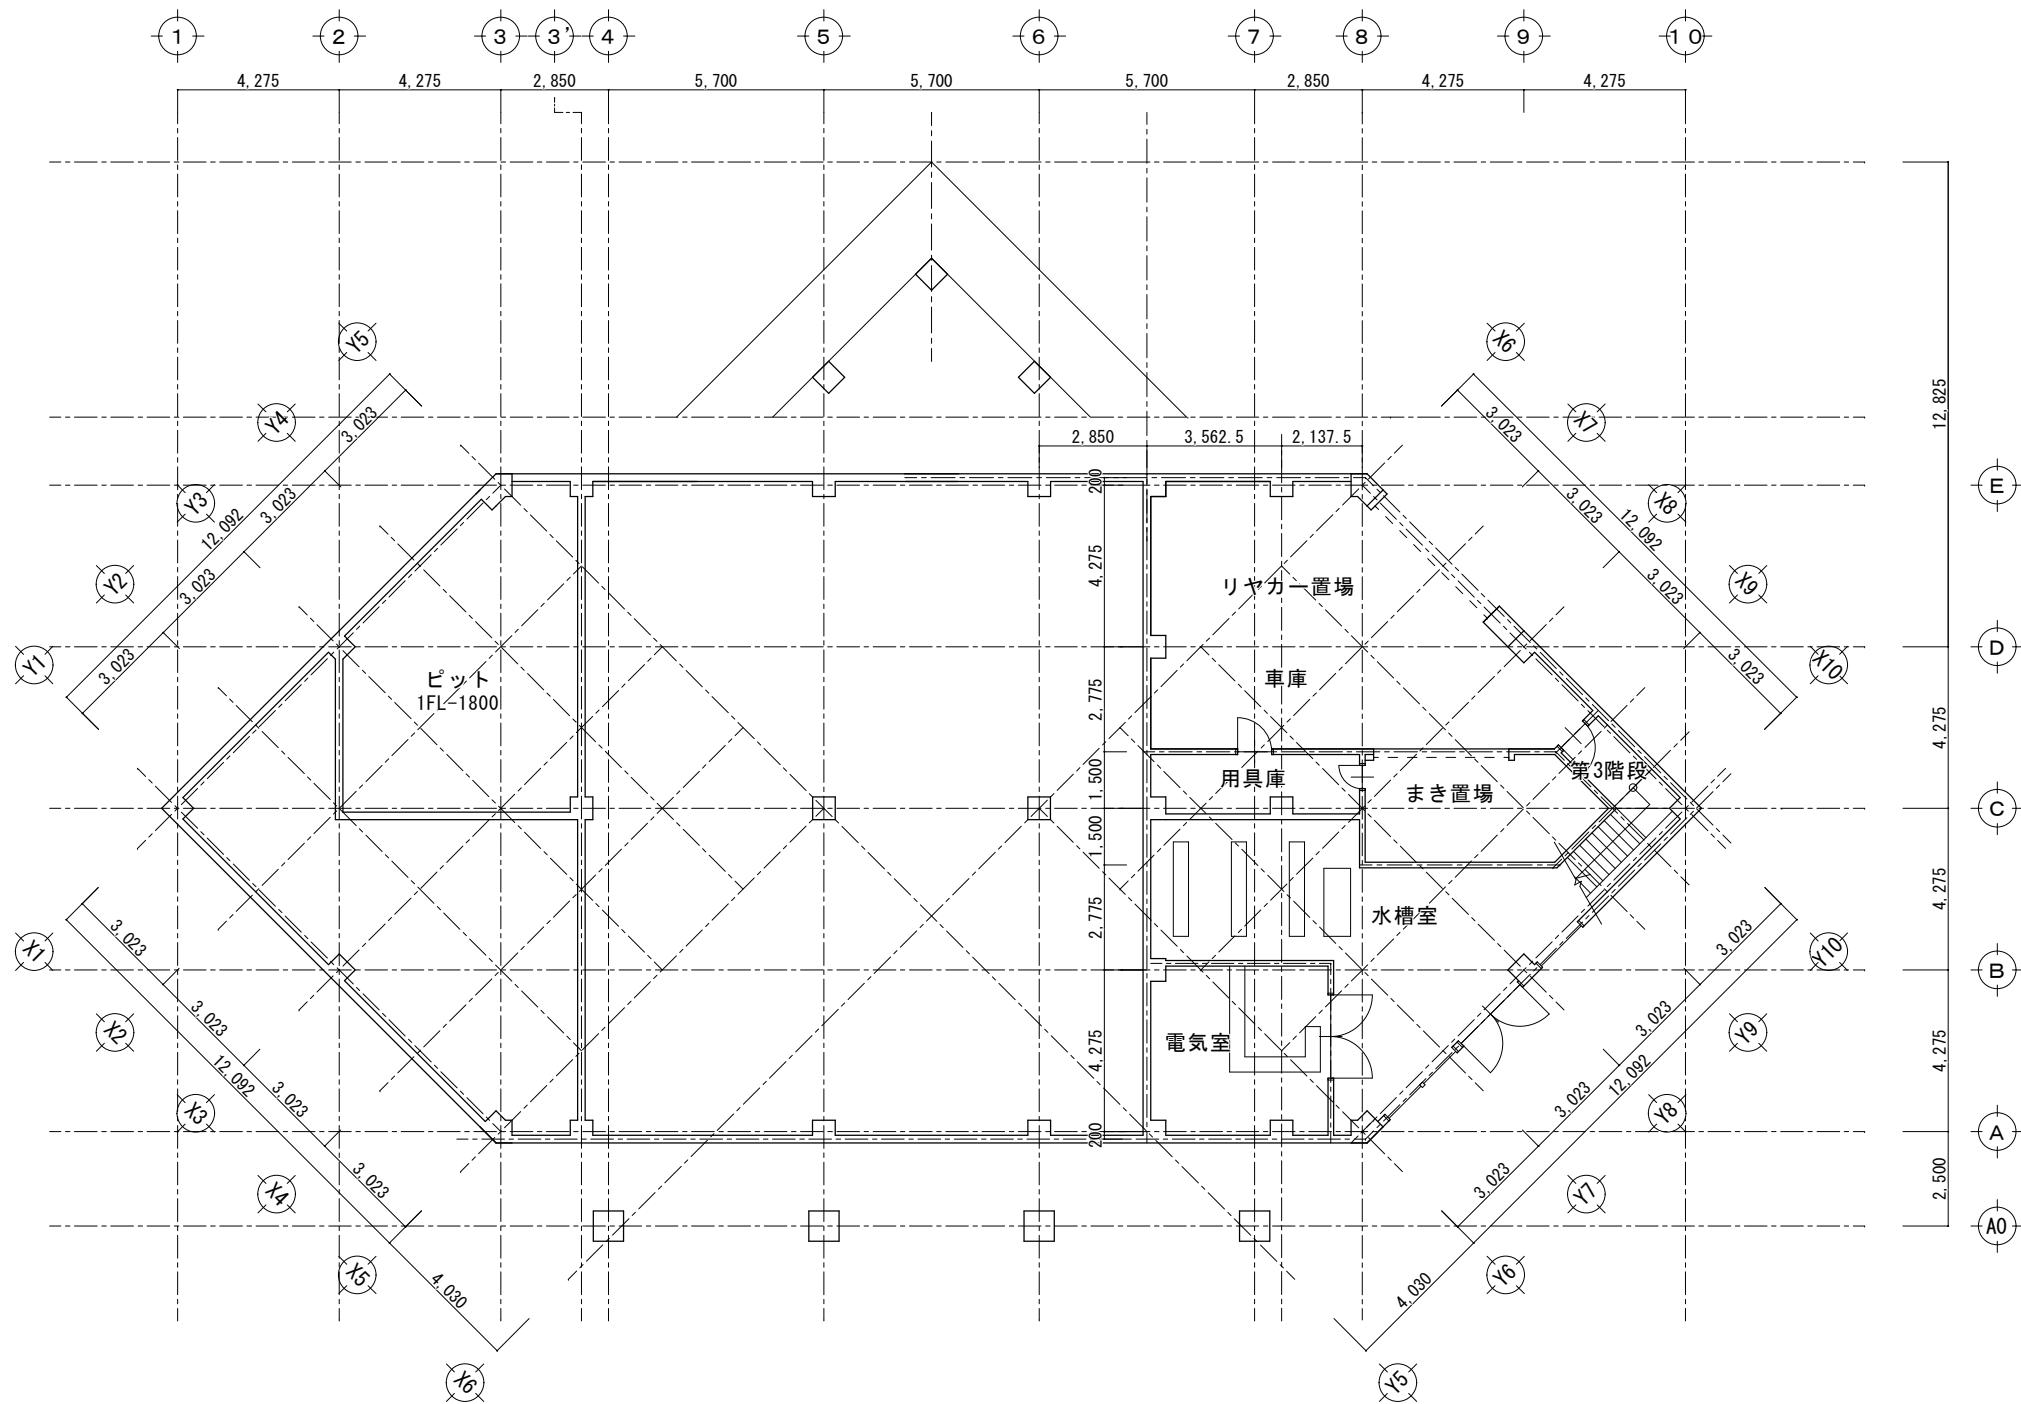 1 2 3 3' 4 5 6 7 8 9 10
4,275 4,275 2,850 5,700 5,700 5,700 2,850 4,275 4,275
Y5
X6
Y4
X7
3,023
3,023
12,825
2,850 3,562.5 2,137.5
200
E
Y3
X8
3,023
12,092
3,023
12,092
Y2
X9
3,023
3,023
4,275
リヤカー置場
Y1
X10
3,023
3,023
D
ピット
1FL-1800
車庫
2,775
4,275
用具庫
1,500
まき置場
第3階段
C
1,500
水槽室
2,775
4,275
X1
Y10
3,023
3,023
B
X2
Y9
3,023
3,023
12,092
12,092
電気室
4,275
4,275
X3
Y8
3,023
3,023
200
A
X4
Y7
3,023
3,023
2,500
A0
X5
Y6
4,030
4,030
X6
Y5